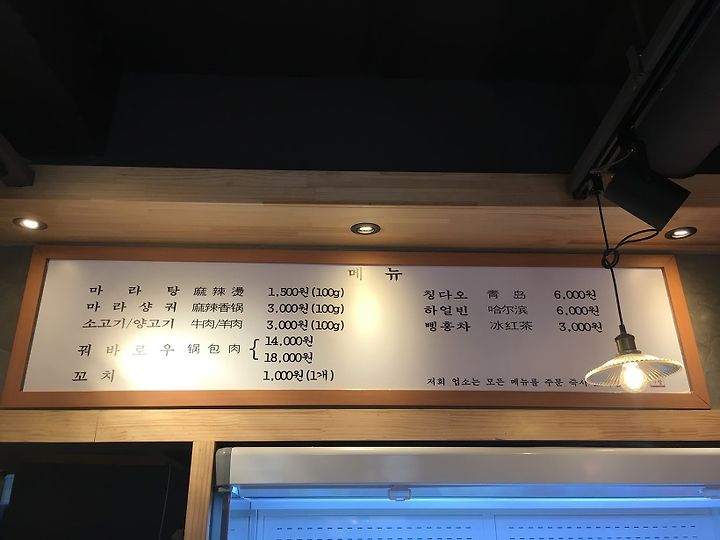 메 뉴
마 라 탕 麻 辣 烫 1,500원(100g)
마 라 샹 궈 麻辣香锅 3,000원(100g)
소고기/양고기 牛肉/羊肉 3,000원(100g)
꿔 바 로 우 锅 包 肉 { 14,000원
18,000원
꼬 치 1,000원(1개)
칭다오 青 岛 6,000원
하얼빈 哈尔滨 6,000원
삥홍차 冰红茶 3,000원
저희 업소는 모든 메뉴를 주문 즉시